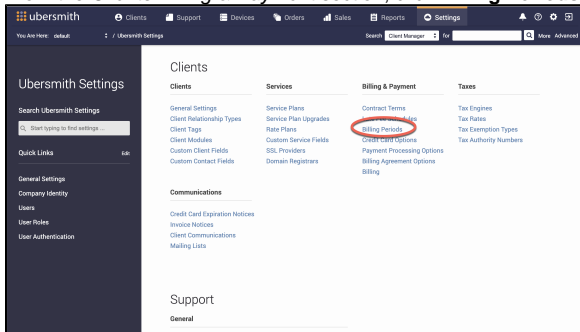 ubersmith
Clients
Support
Devices
Orders
Sales
Reports
Settings
You Are Here: default / Ubersmith Settings
Search Client Manager for
More Advanced
Ubersmith Settings
Search Ubersmith Settings
Start typing to find settings ...
Quick Links
Edit
General Settings
Company Identity
Users
User Roles
User Authentication
Clients
Clients
General Settings
Client Relationship Types
Client Tags
Client Modules
Custom Client Fields
Custom Contact Fields
Services
Service Plans
Service Plan Upgrades
Rate Plans
Custom Service Fields
SSL Providers
Domain Registrars
Billing & Payment
Contract Terms
Billing Periods
Credit Card Options
Payment Processing Options
Billing Agreement Options
Billing
Taxes
Tax Engines
Tax Rates
Tax Exemption Types
Tax Authority Numbers
Communications
Credit Card Expiration Notices
Invoice Notices
Client Communications
Mailing Lists
Support
General